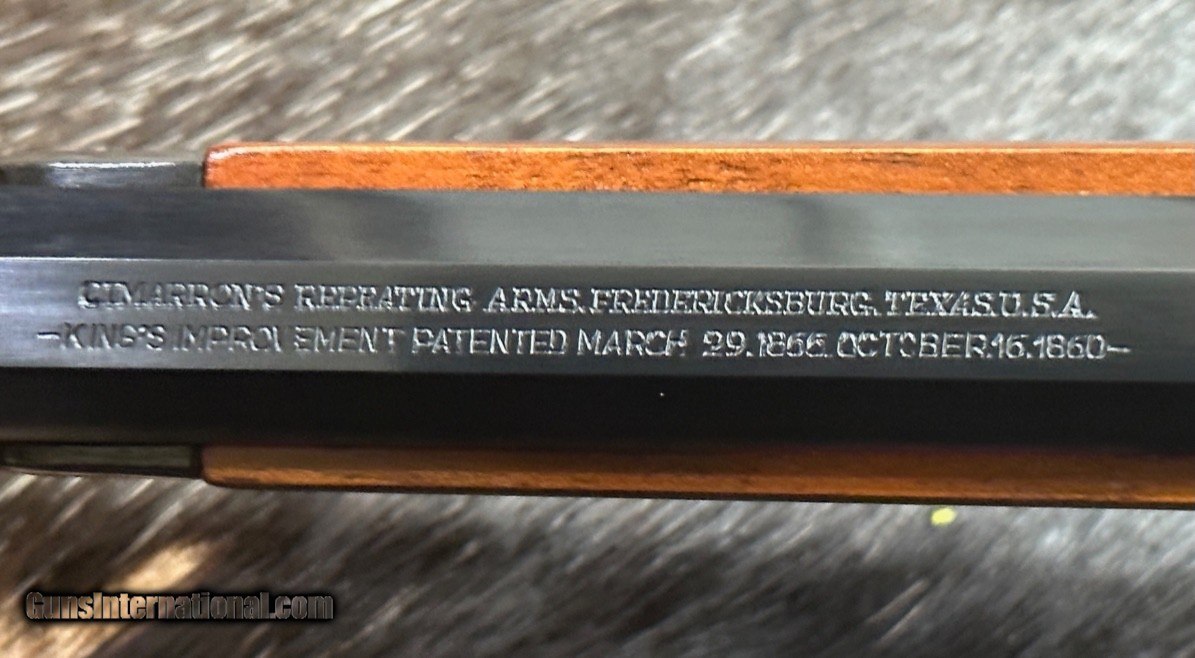 CIMARRON'S REPEATING ARMS. FREDERICKSBURG. TEXAS. U.S.A.
—KING'S IMPROVEMENT PATENTED MARCH 29.1866. OCTOBER.16.1860—
GunsInternational.com